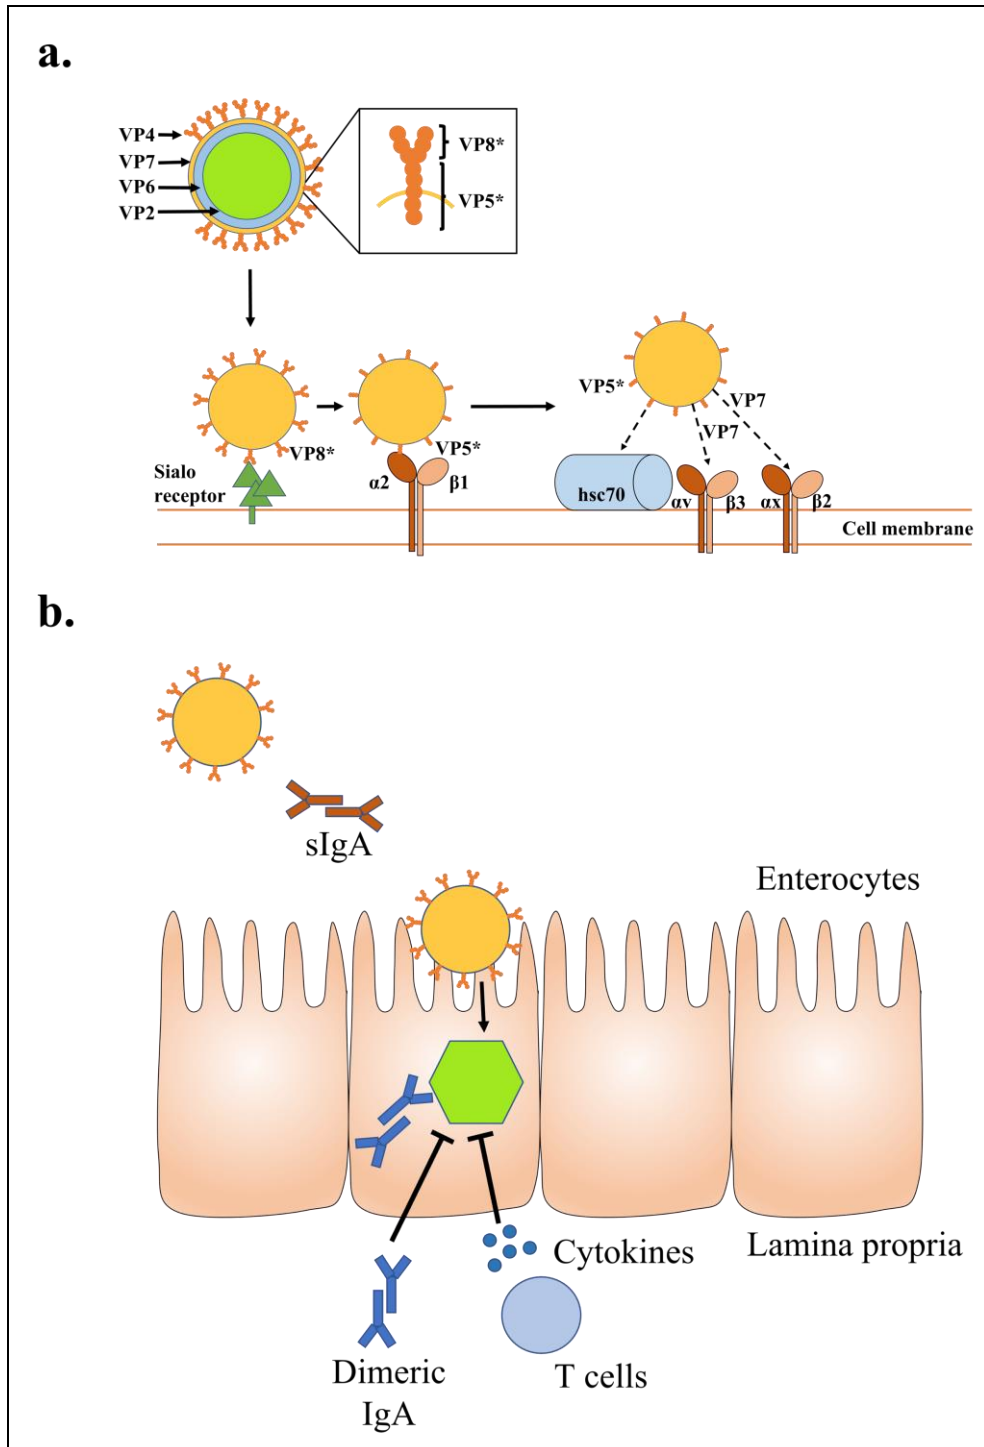 a.
VP4
VP7
VP6
VP2
VP8*
VP5*
VP8*
Sialo
receptor
VP5*
α2
β1
VP5*
VP7
VP7
hsc70
αv
β3
αx
β2
Cell membrane
b.
sIgA
Enterocytes
Cytokines
Lamina propria
T cells
Dimeric
IgA